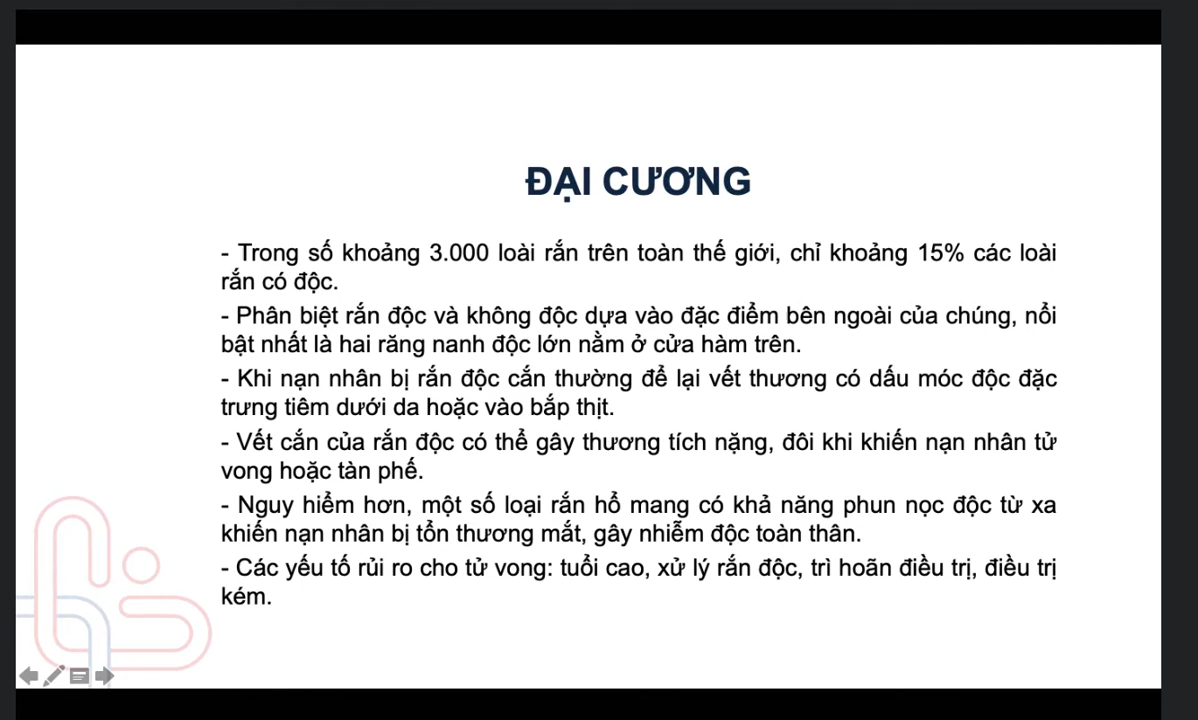 ĐẠI CƯƠNG
- Trong số khoảng 3.000 loài rắn trên toàn thế giới, chỉ khoảng 15% các loài
rắn có độc.
- Phân biệt rắn độc và không độc dựa vào đặc điểm bên ngoài của chúng, nổi
bật nhất là hai răng nanh độc lớn nằm ở cửa hàm trên.
- Khi nạn nhân bị rắn độc cắn thường để lại vết thương có dấu móc độc đặc
trưng tiêm dưới da hoặc vào bắp thịt.
- Vết cắn của rắn độc có thể gây thương tích nặng, đôi khi khiến nạn nhân tử
vong hoặc tàn phế.
- Nguy hiểm hơn, một số loại rắn hổ mang có khả năng phun nọc độc từ xa
khiến nạn nhân bị tổn thương mắt, gây nhiễm độc toàn thân.
- Các yếu tố rủi ro cho tử vong: tuổi cao, xử lý rắn độc, trì hoãn điều trị, điều trị
kém.